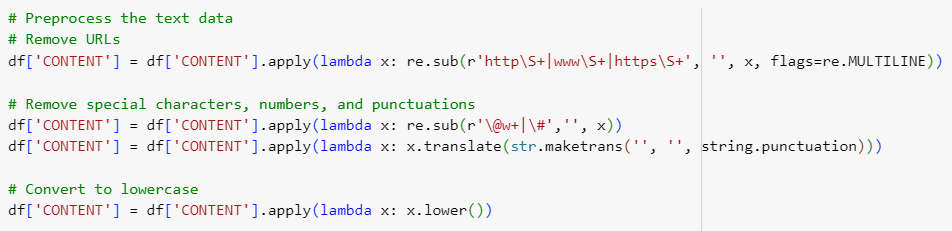 # Preprocess the text data
# Remove URLs
df['CONTENT'] = df['CONTENT'].apply(lambda x: re.sub(r'http\S+|www\S+|https\S+', '', x, flags=re.MULTILINE))
# Remove special characters, numbers, and punctuations
df['CONTENT'] = df['CONTENT'].apply(lambda x: re.sub(r'\@w+|\#','', x))
df['CONTENT'] = df['CONTENT'].apply(lambda x: x.translate(str.maketrans('', '', string.punctuation)))
# Convert to lowercase
df['CONTENT'] = df['CONTENT'].apply(lambda x: x.lower())